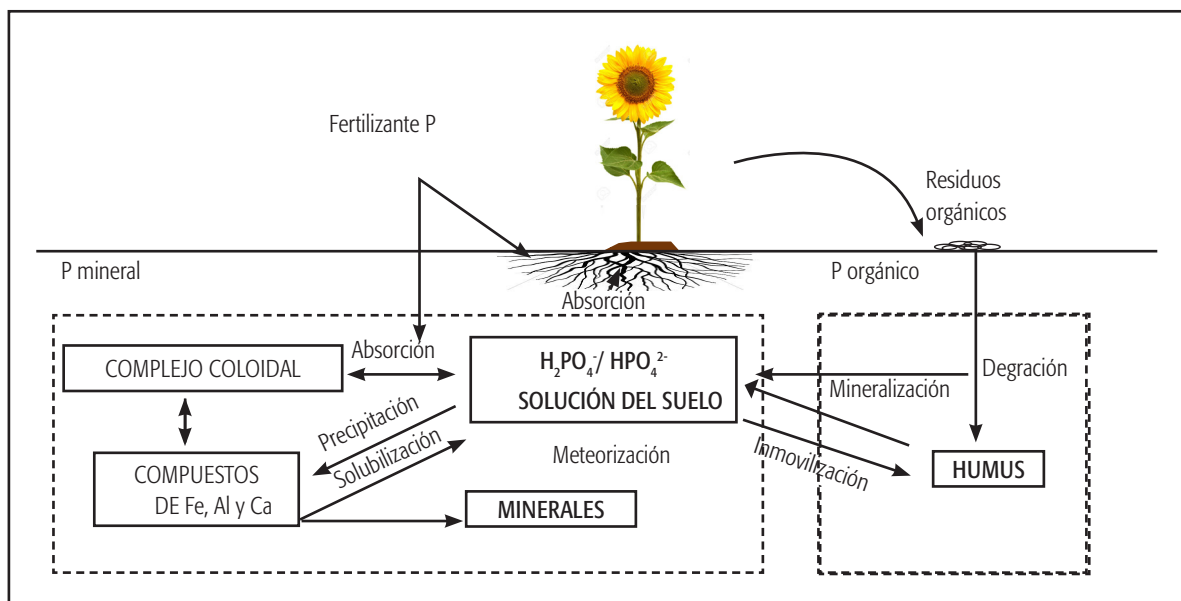 Fertilizante P
Residuos
orgánicos
P mineral
P orgánico
Absorción
Absorción
COMPLEJO COLOIDAL
H₂PO₄⁻/ HPO₄²⁻
SOLUCIÓN DEL SUELO
Mineralización
Degración
Precipitación
Solubilización
Meteorización
Inmovilización
COMPUESTOS
DE Fe, Al y Ca
MINERALES
HUMUS